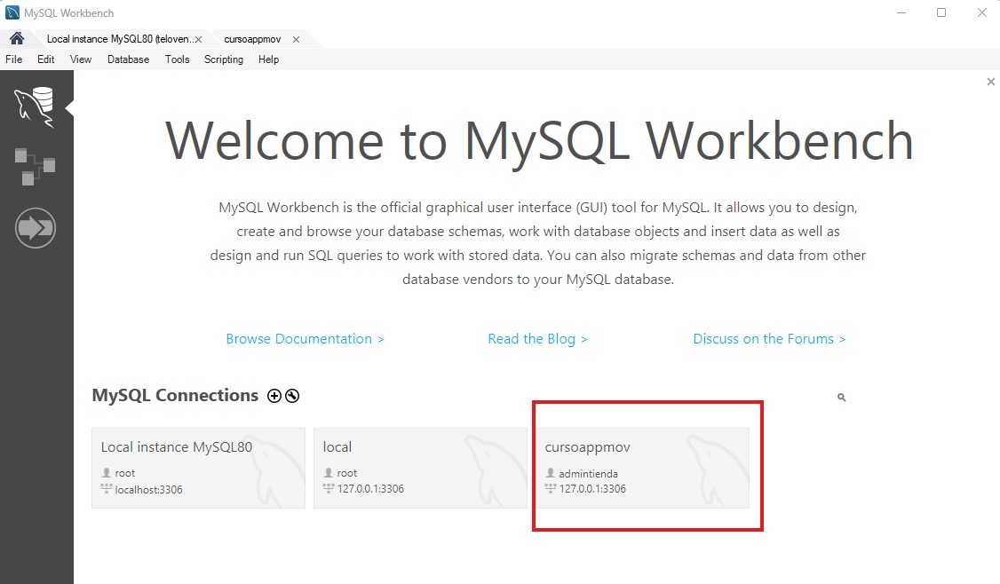 MySQL Workbench
Local instance MySQL80 (teloven... cursoappmov
File Edit View Database Tools Scripting Help
Welcome to MySQL Workbench
MySQL Workbench is the official graphical user interface (GUI) tool for MySQL. It allows you to design,
create and browse your database schemas, work with database objects and insert data as well as
design and run SQL queries to work with stored data. You can also migrate schemas and data from other
database vendors to your MySQL database.
Browse Documentation > Read the Blog > Discuss on the Forums >
MySQL Connections
Local instance MySQL80
root
localhost:3306
local
root
127.0.0.1:3306
cursoappmov
admintienda
127.0.0.1:3306